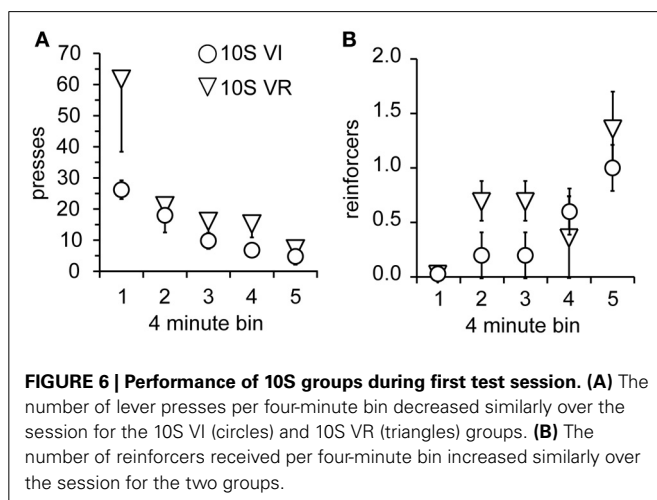 A
70
60
50
40
30
20
10
0
presses
1 2 3 4 5
4 minute bin
10S VI
10S VR
B
2.0
1.5
1.0
0.5
0.0
reinforcers
1 2 3 4 5
4 minute bin
FIGURE 6 | Performance of 10S groups during first test session. (A) The
number of lever presses per four-minute bin decreased similarly over the
session for the 10S VI (circles) and 10S VR (triangles) groups. (B) The
number of reinforcers received per four-minute bin increased similarly over
the session for the two groups.